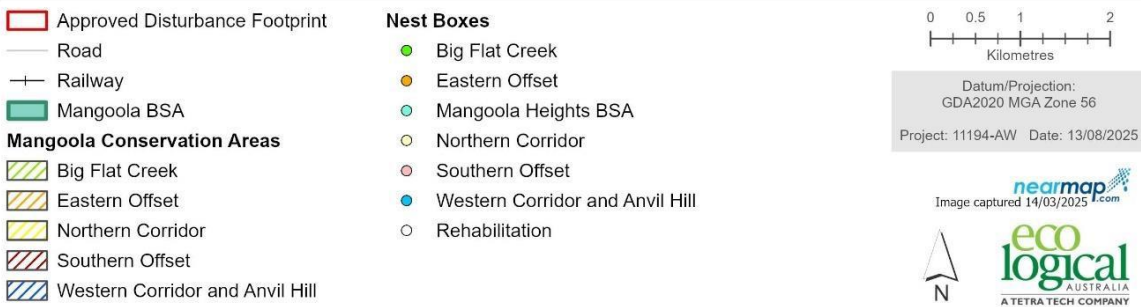 Approved Disturbance Footprint
Road
Railway
Mangoola BSA
Mangoola Conservation Areas
Big Flat Creek
Eastern Offset
Northern Corridor
Southern Offset
Western Corridor and Anvil Hill
Nest Boxes
Big Flat Creek
Eastern Offset
Mangoola Heights BSA
Northern Corridor
Southern Offset
Western Corridor and Anvil Hill
Rehabilitation
0 0.5 1 2
Kilometres
Datum/Projection:
GDA2020 MGA Zone 56
Project: 11194-AW Date: 13/08/2025
nearmap.com
Image captured 14/03/2025
N
eco
logical
AUSTRALIA
A TETRA TECH COMPANY